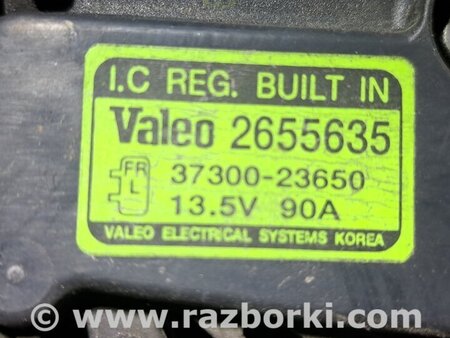 I.C REG. BUILT IN
Valeo 2655635
FR
L
37300-23650
13.5V 90A
VALEO ELECTRICAL SYSTEMS KOREA
© www.razborki.com